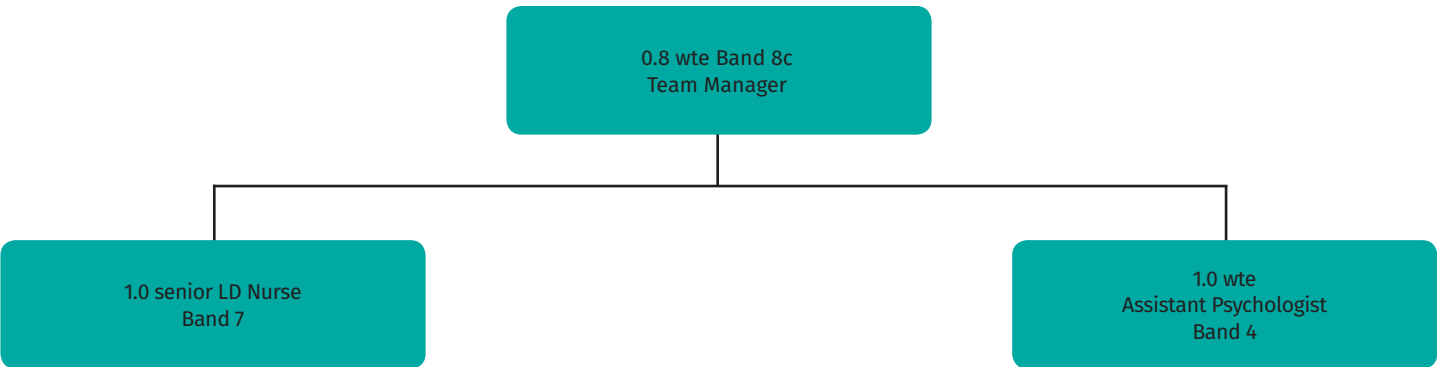 0.8 wte Band 8c
Team Manager
1.0 senior LD Nurse
Band 7
1.0 wte
Assistant Psychologist
Band 4